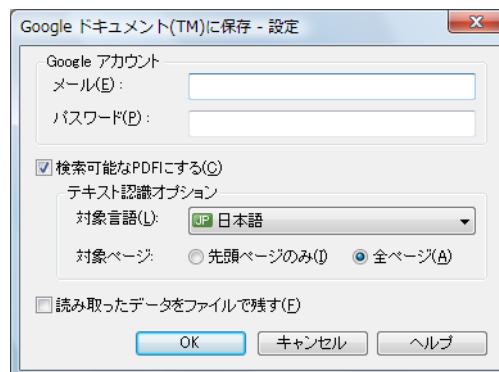 Google ドキュメント(TM)に保存 - 設定
Google アカウント
メール(E):
パスワード(P):
検索可能なPDFにする(C)
テキスト認識オプション
対象言語(L): JP 日本語
対象ページ: 先頭ページのみ(I) 全ページ(A)
読み取ったデータをファイルで残す(F)
OK キャンセル ヘルプ